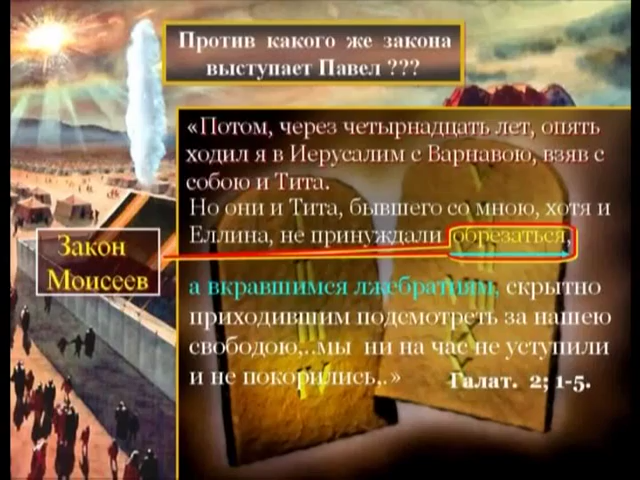 Против какого же закона
выступает Павел ???
«Потом, через четырнадцать лет, опять
ходил я в Иерусалим с Варнавою, взяв с
собою и Тита.
Но они и Тита, бывшего со мною, хотя и
Еллина, не принуждали обрезаться,
Закон
Моисеев
а вкравшимся лжебратиям, скрытно
приходившим подсмотреть за нашею
свободою,..мы ни на час не уступили
и не покорились,.»
Галат. 2; 1-5.